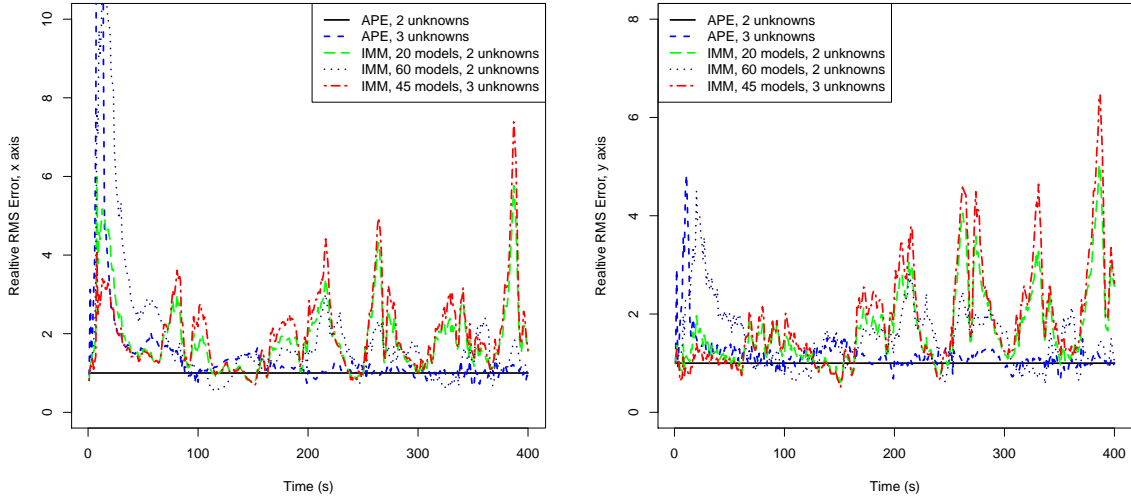 10
8
6
4
2
0
Realtive RMS Error, x axis
APE, 2 unknowns
APE, 3 unknowns
IMM, 20 models, 2 unknowns
IMM, 60 models, 2 unknowns
IMM, 45 models, 3 unknowns
0 100 200 300 400
Time (s)
8
6
4
2
0
Realtive RMS Error, y axis
APE, 2 unknowns
APE, 3 unknowns
IMM, 20 models, 2 unknowns
IMM, 60 models, 2 unknowns
IMM, 45 models, 3 unknowns
0 100 200 300 400
Time (s)